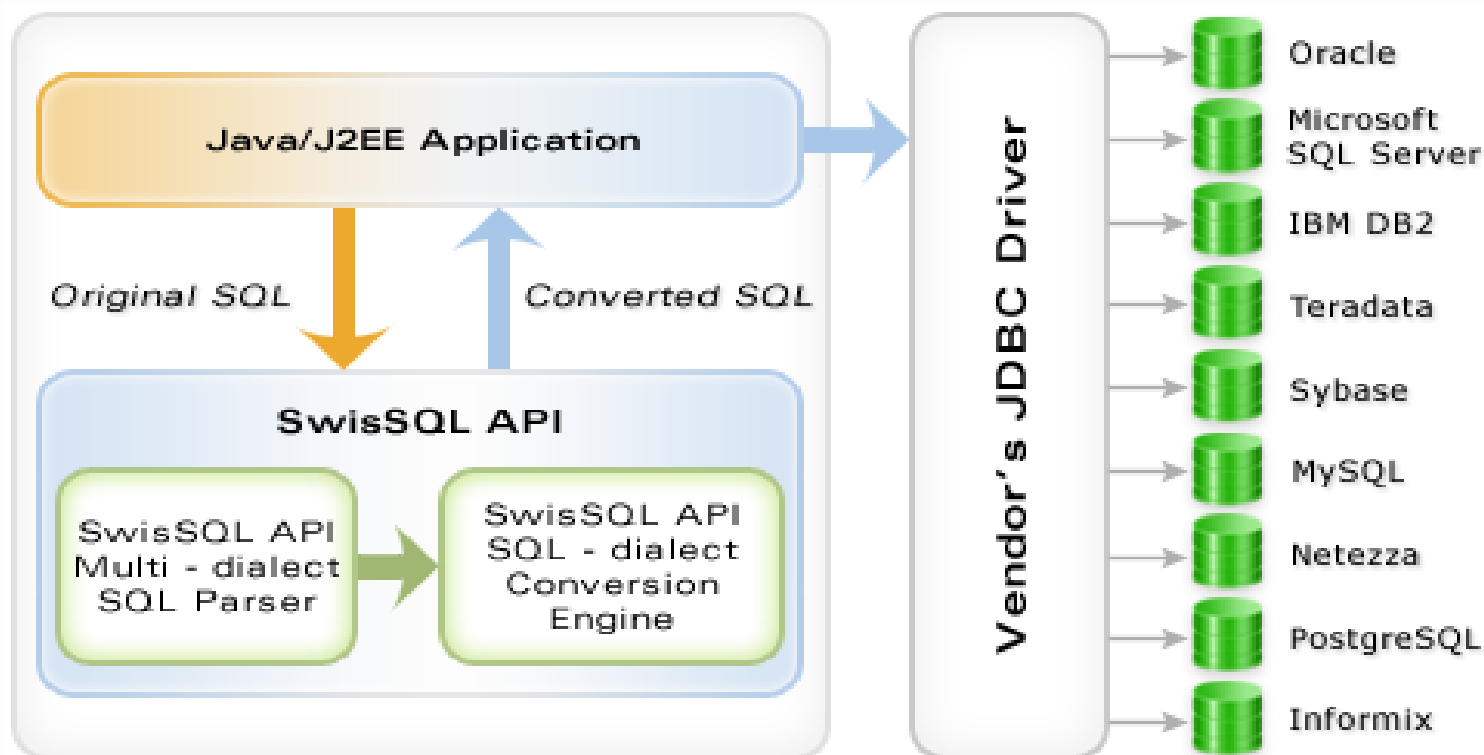 Java/J2EE Application
Original SQL
Converted SQL
SwisSQL API
SwisSQL API
Multi - dialect
SQL Parser
SwisSQL API
SQL - dialect
Conversion
Engine
Vendor's JDBC Driver
Oracle
Microsoft
SQL Server
IBM DB2
Teradata
Sybase
MySQL
Netezza
PostgreSQL
Informix